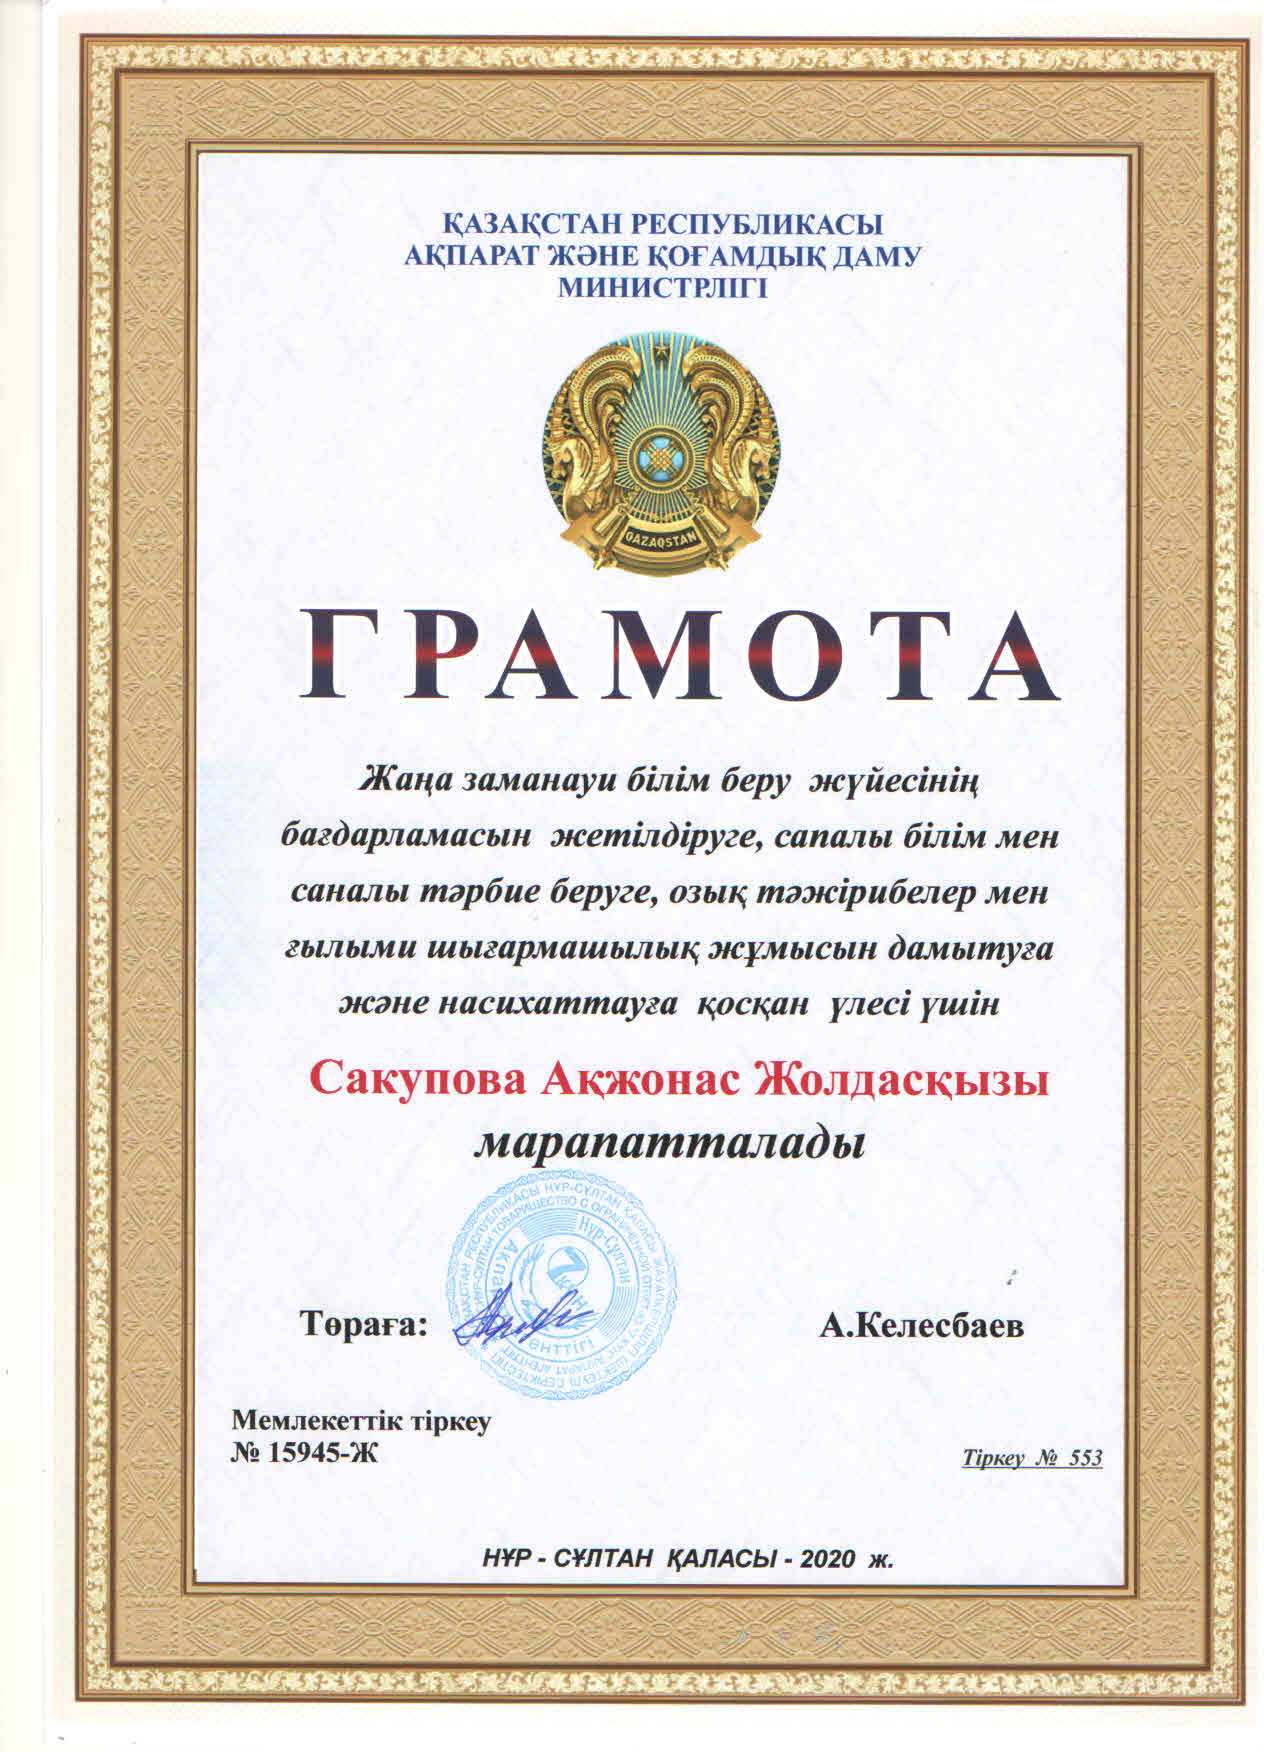 ҚАЗАҚСТАН РЕСПУБЛИКАСЫ
АҚПАРАТ ЖӘНЕ ҚОҒАМДЫҚ ДАМУ
МИНИСТРЛІГІ
QAZAQSTAN
ГРАМОТА
Жаңа заманауи білім беру жүйесінің
бағдарламасын жетілдіруге, сапалы білім мен
саналы тәрбие беруге, озық тәжірибелер мен
ғылыми шығармашылық жұмысын дамытуға
және насихаттауға қосқан үлесі үшін
Сакупова Ақжонас Жолдасқызы
марапатталады
Нұр-Сұлтан
Төраға:
А.Келесбаев
Мемлекеттік тіркеу
№ 15945-Ж
Тіркеу № 553
НҰР - СҰЛТАН ҚАЛАСЫ - 2020 ж.